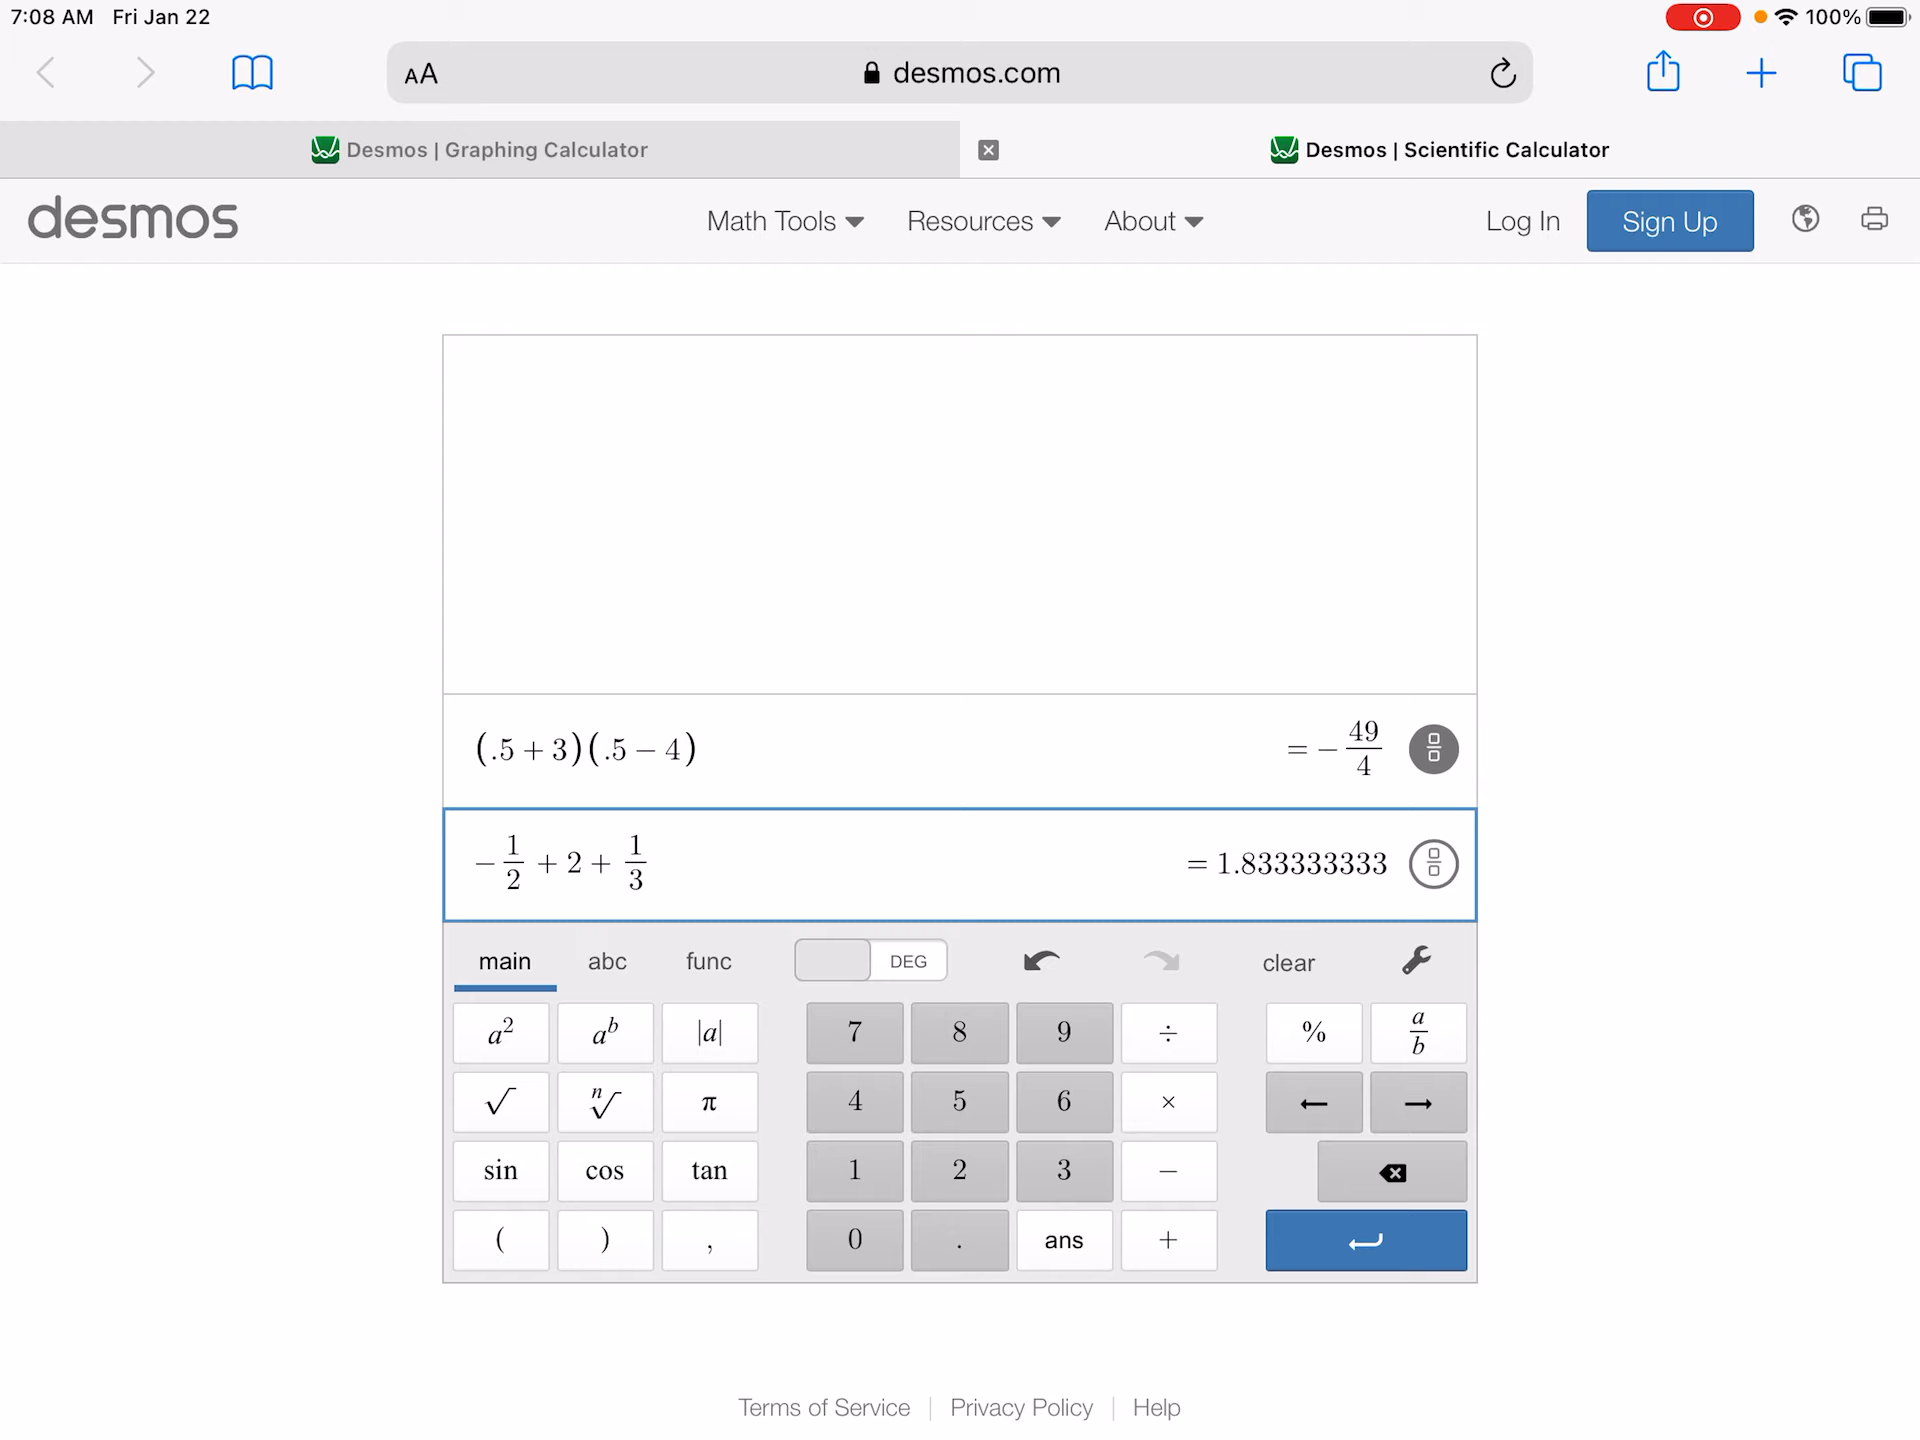 7:08 AM Fri Jan 22 100%
AA desmos.com
Desmos | Graphing Calculator Desmos | Scientific Calculator
desmos Math Tools Resources About Log In Sign Up
(.5 + 3)(.5 − 4) = −49/4
−1/2 + 2 + 1/3 = 1.833333333
main abc func DEG clear
a² aᵇ |a| 7 8 9 ÷ % a/b
√ ⁿ√ π 4 5 6 × ← →
sin cos tan 1 2 3 −
( ) , 0 . ans +
Terms of Service | Privacy Policy | Help